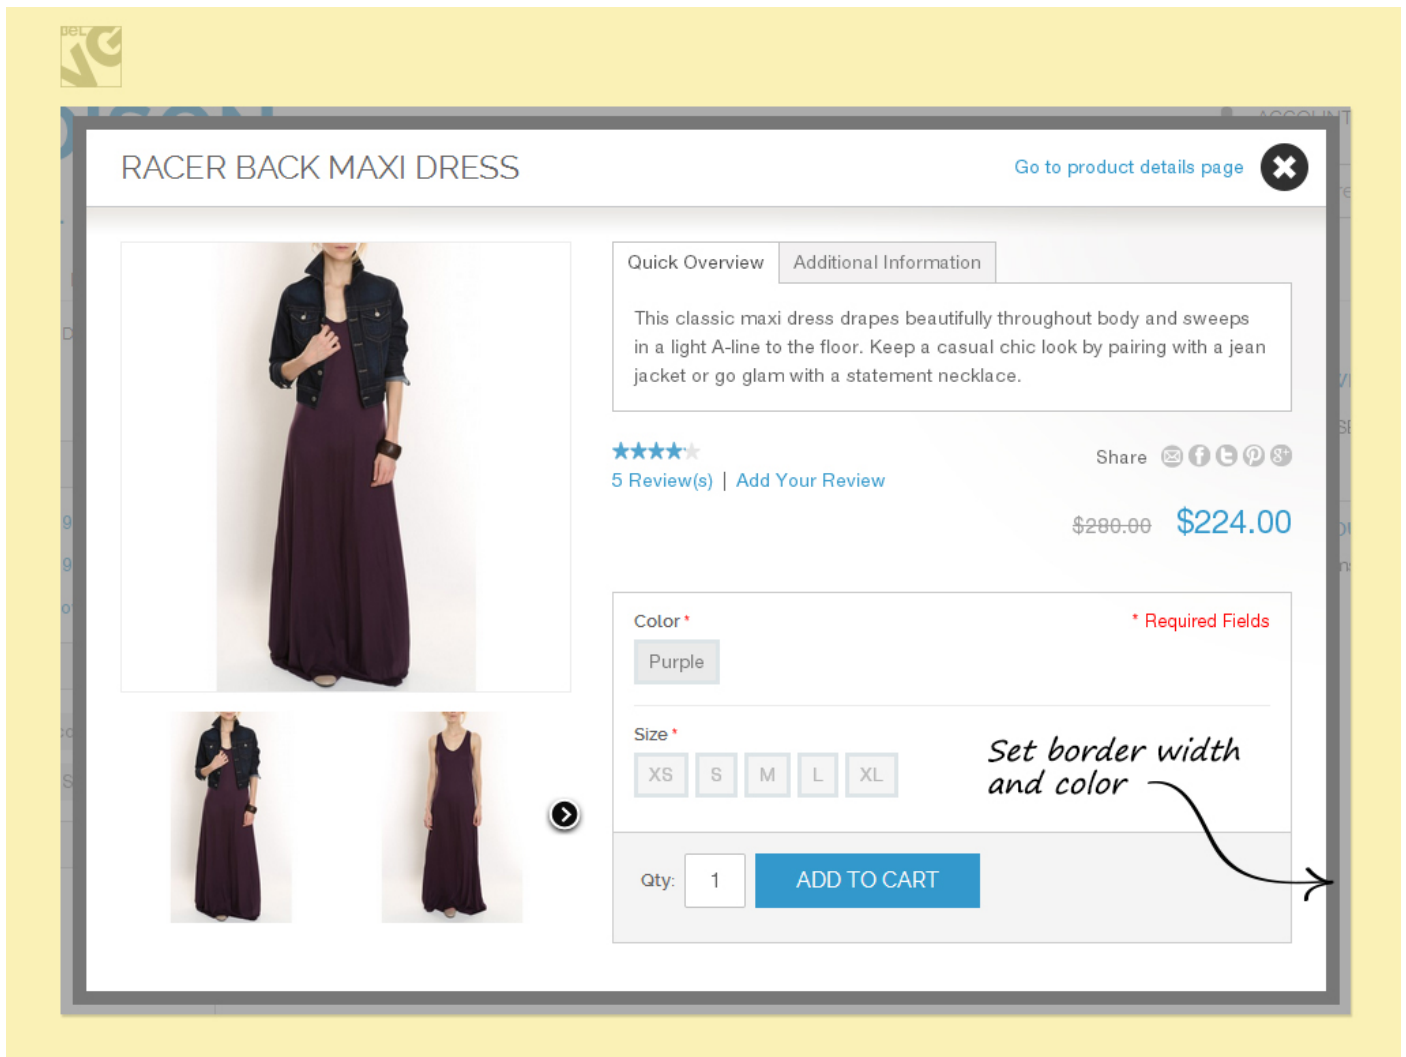 VG
ACCOUNT
RACER BACK MAXI DRESS
Go to product details page
Quick Overview
Additional Information
This classic maxi dress drapes beautifully throughout body and sweeps
in a light A-line to the floor. Keep a casual chic look by pairing with a jean
jacket or go glam with a statement necklace.
Share
5 Review(s) | Add Your Review
$280.00 $224.00
Color *
* Required Fields
Purple
Size *
XS S M L XL
Set border width
and color
Qty: 1 ADD TO CART